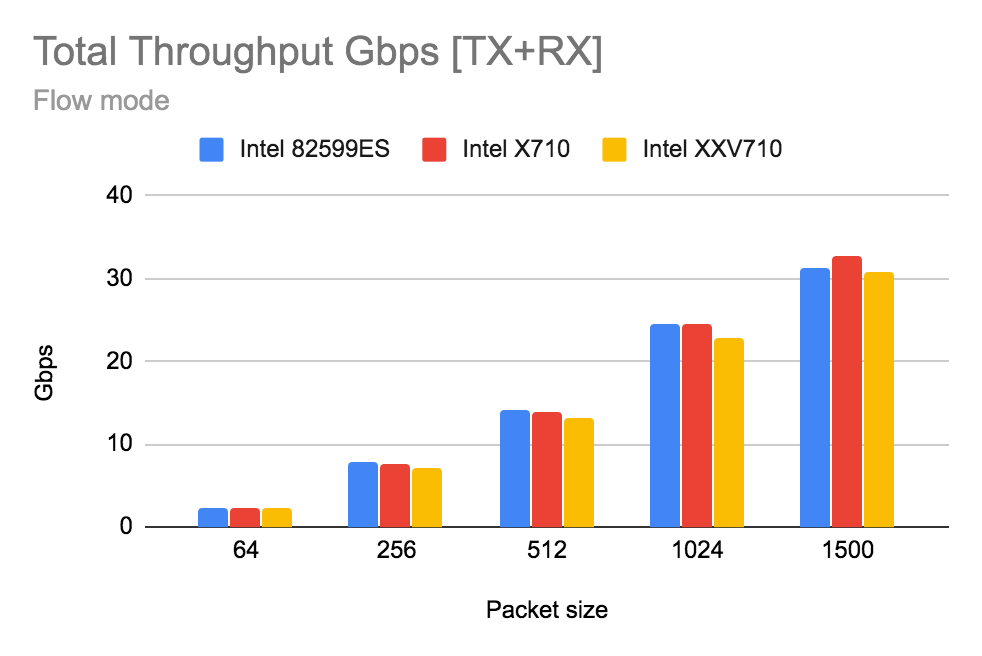 Total Throughput Gbps [TX+RX]
Flow mode
Intel 82599ES Intel X710 Intel XXV710
40
30
20
10
0
Gbps
64 256 512 1024 1500
Packet size